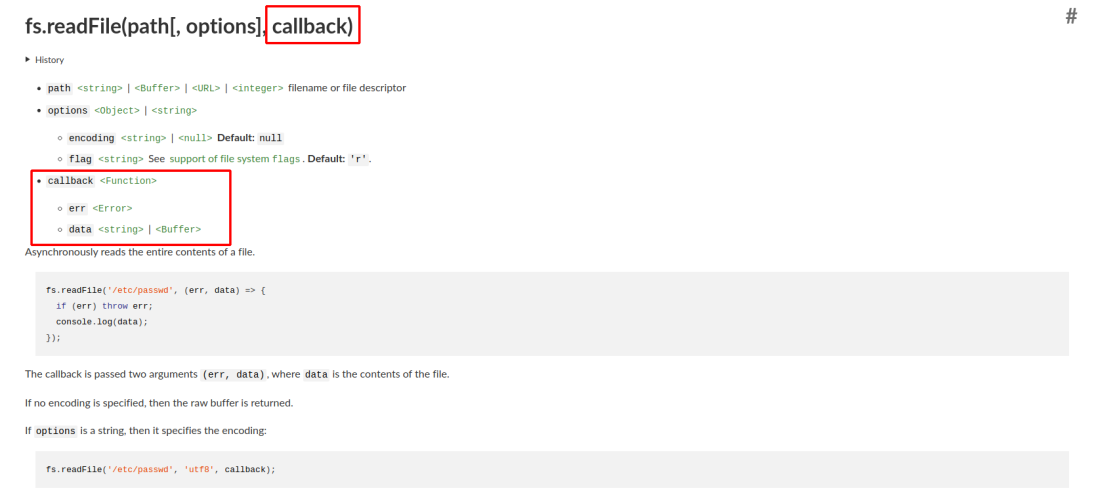 fs.readFile(path[, options], callback)
#
History
path <string> | <Buffer> | <URL> | <integer> filename or file descriptor
options <Object> | <string>
encoding <string> | <null> Default: null
flag <string> See support of file system flags. Default: 'r'.
callback <Function>
err <Error>
data <string> | <Buffer>
Asynchronously reads the entire contents of a file.
fs.readFile('/etc/passwd', (err, data) => {
  if (err) throw err;
  console.log(data);
});
The callback is passed two arguments (err, data), where data is the contents of the file.
If no encoding is specified, then the raw buffer is returned.
If options is a string, then it specifies the encoding:
fs.readFile('/etc/passwd', 'utf8', callback);